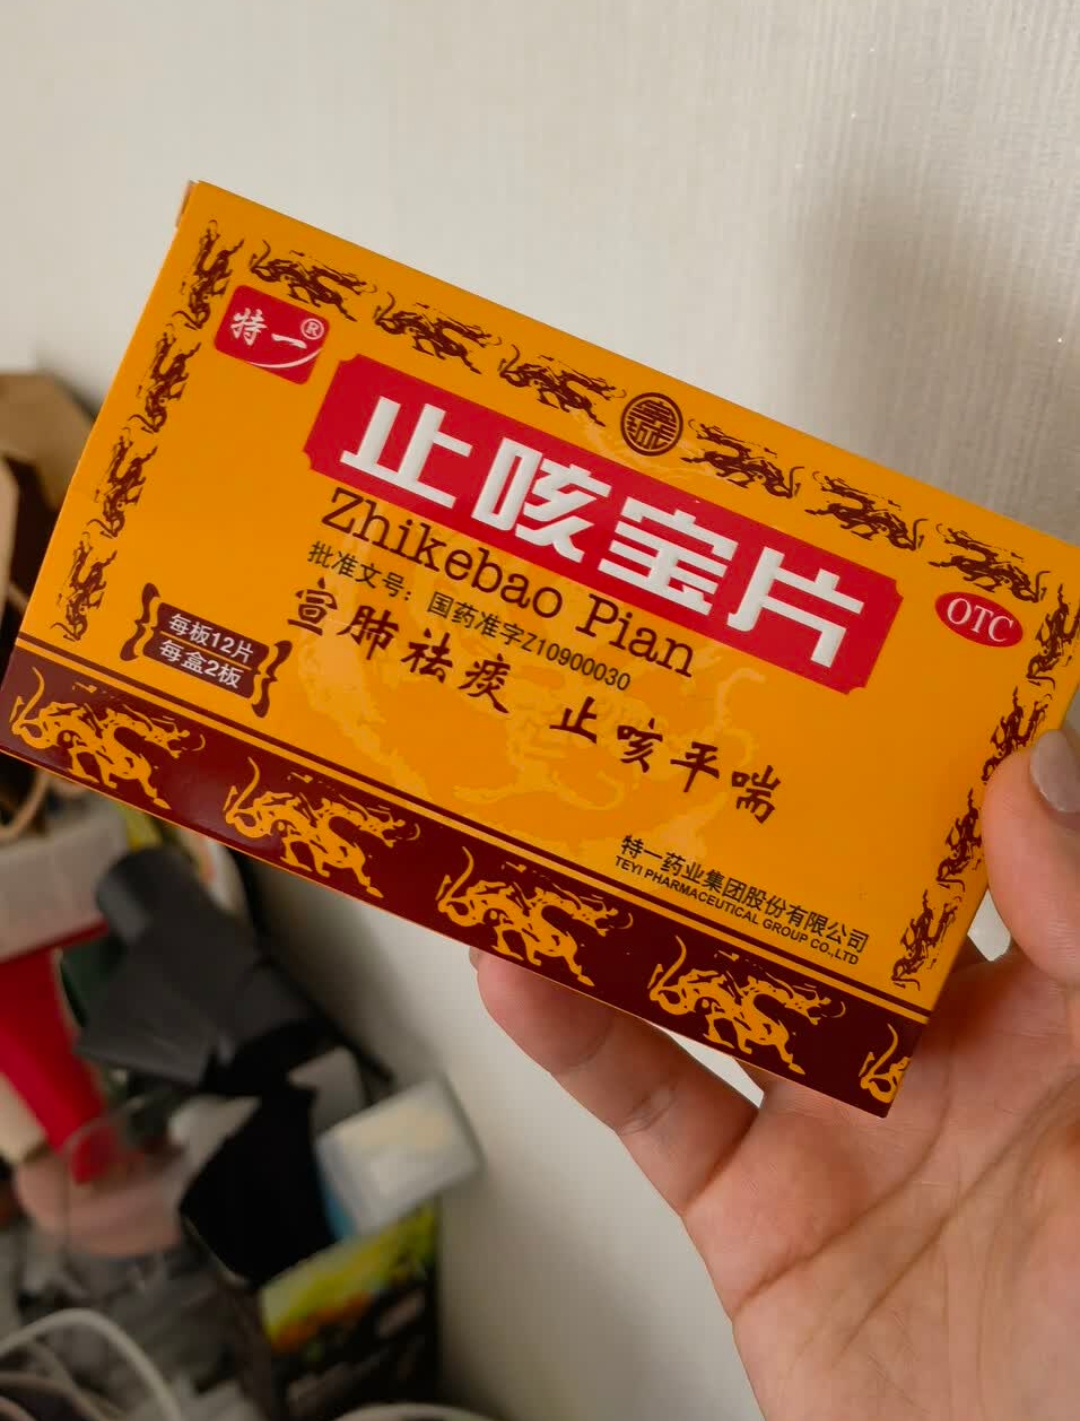 特一®
止咳宝片
OTC
Zhikebao Pian
批准文号：国药准字Z10900030
宣肺祛痰 止咳平喘
每板12片
每盒2板
特一药业集团股份有限公司
TEYI PHARMACEUTICAL GROUP CO.,LTD